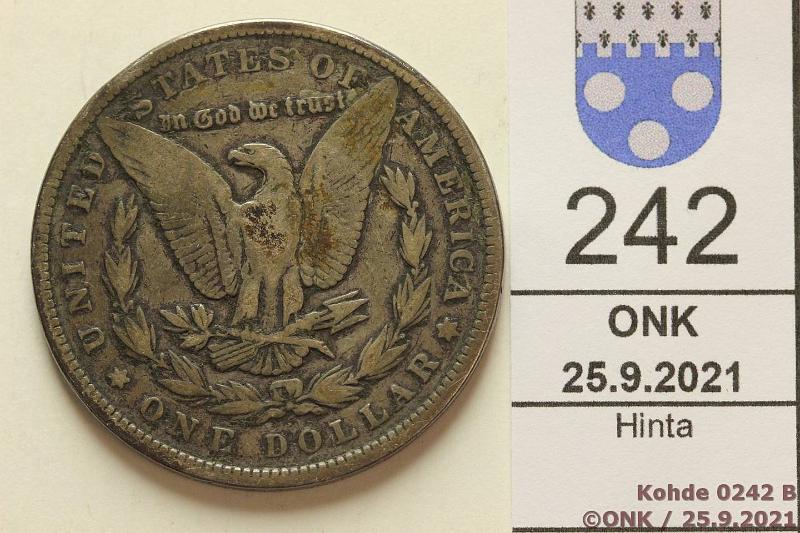 UNITED STATES OF AMERICA
In God we trust
ONE DOLLAR
242
ONK
25.9.2021
Hinta
Kohde 0242 B
©ONK / 25.9.2021